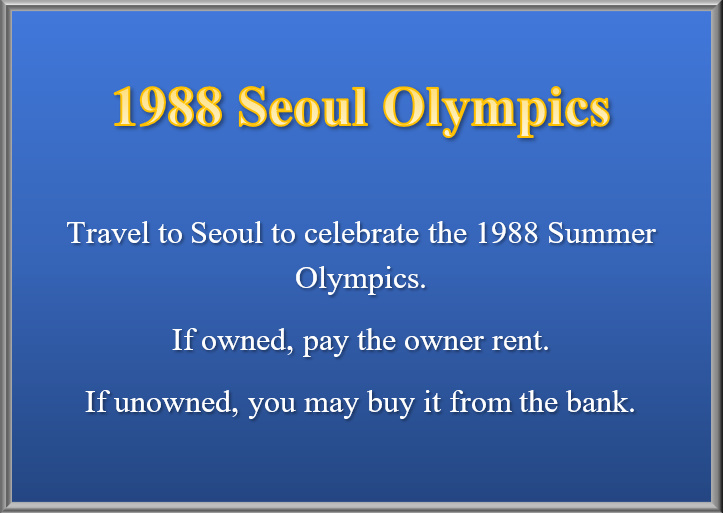 1988 Seoul Olympics
Travel to Seoul to celebrate the 1988 Summer
Olympics.
If owned, pay the owner rent.
If unowned, you may buy it from the bank.